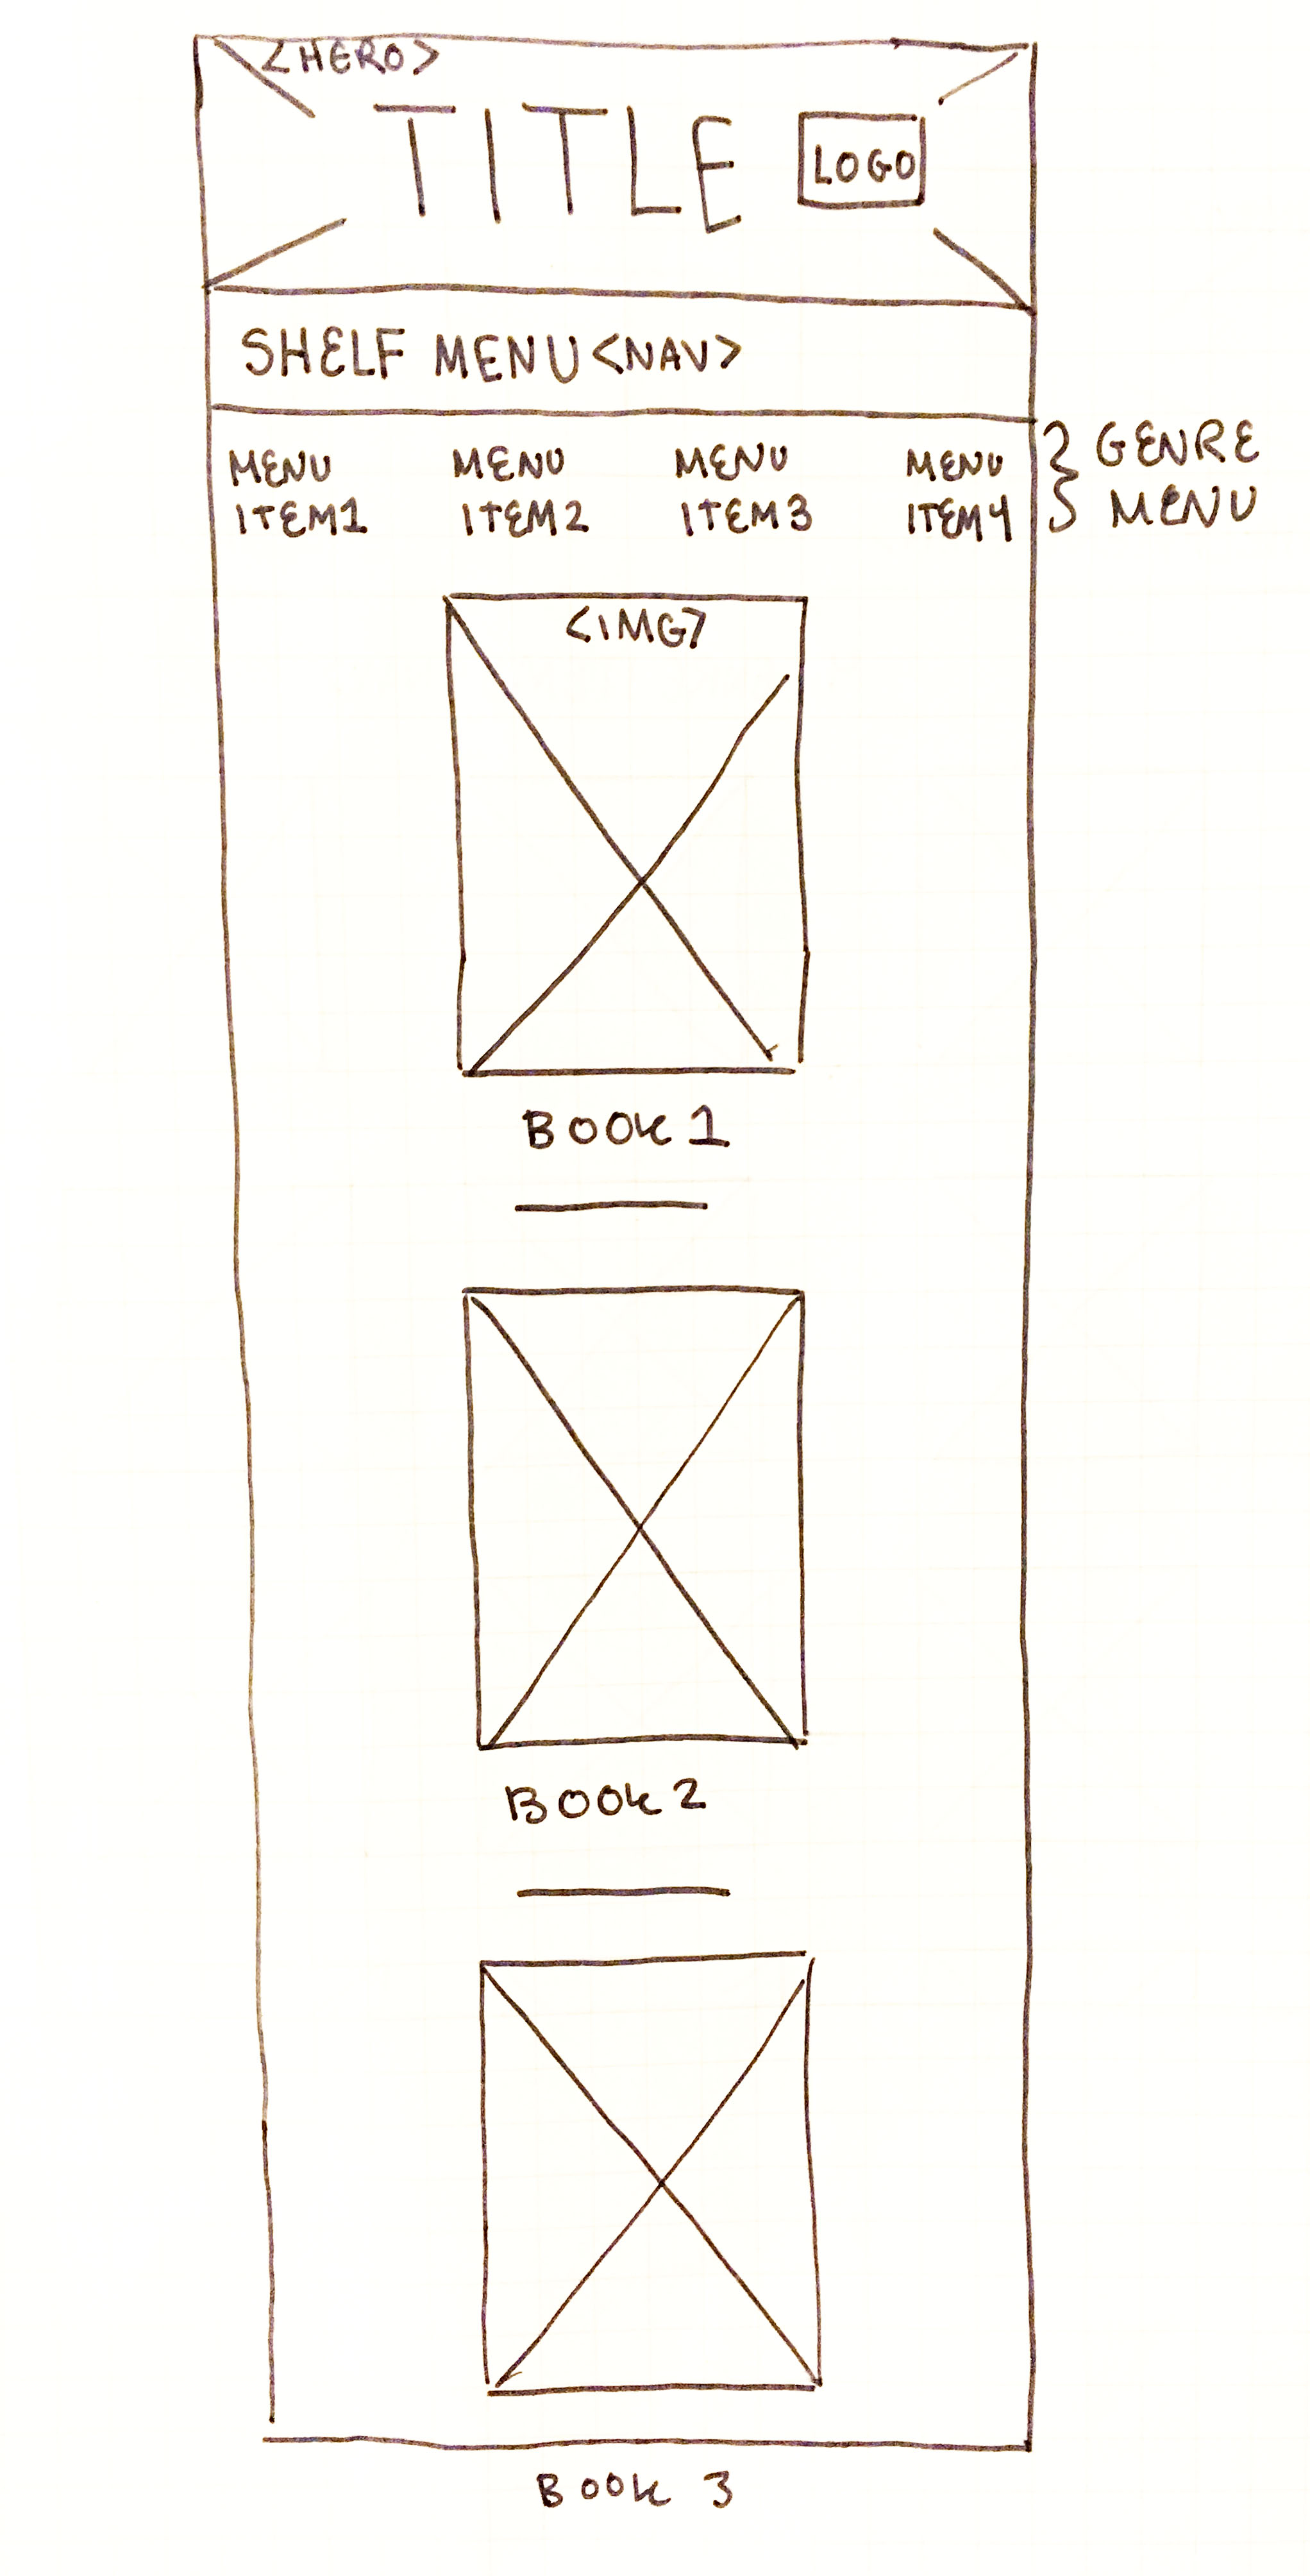 <HERO>
TITLE
LOGO
SHELF MENU <NAV>
MENU ITEM1
MENU ITEM2
MENU ITEM3
MENU ITEM4
GENRE MENU
<IMG>
BOOK 1
BOOK 2
BOOK 3